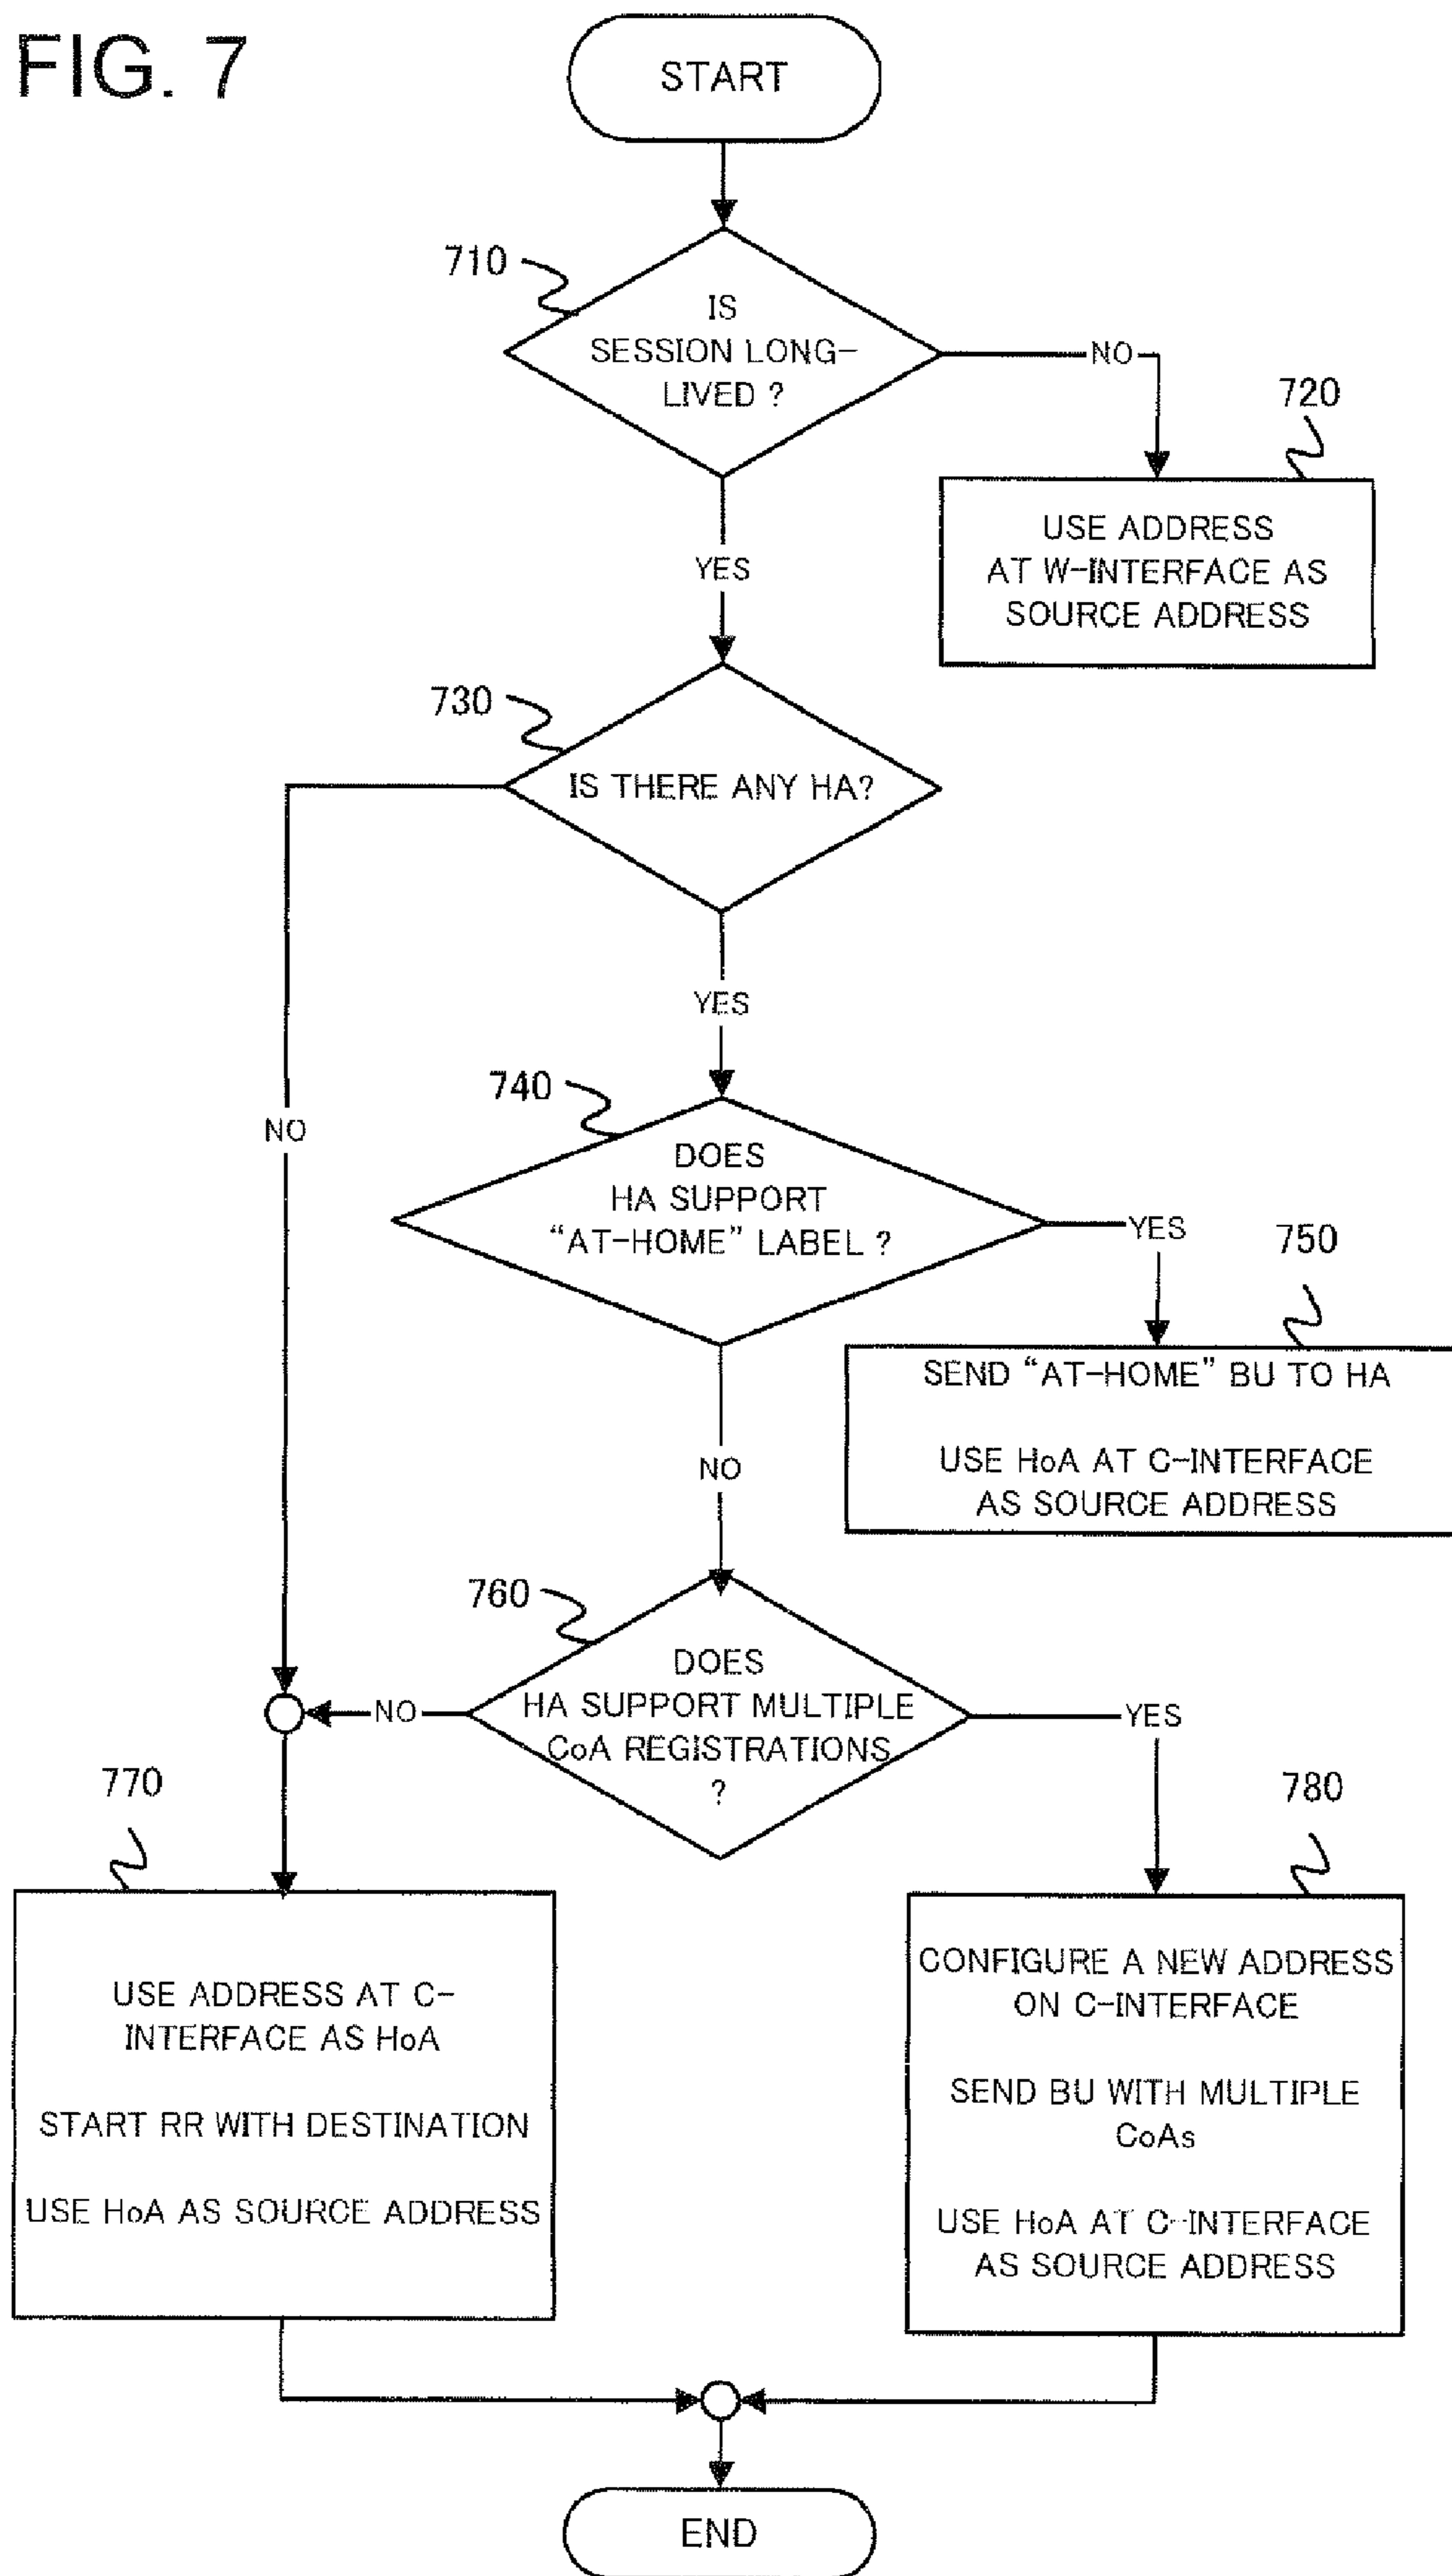 FIG. 7
START
710
IS
SESSION LONG-
LIVED ?
NO
720
USE ADDRESS
AT W-INTERFACE AS
SOURCE ADDRESS
YES
730
IS THERE ANY HA?
YES
NO
740
DOES
HA SUPPORT
“AT-HOME” LABEL ?
YES
750
SEND “AT-HOME” BU TO HA
USE HoA AT C-INTERFACE
AS SOURCE ADDRESS
NO
760
DOES
HA SUPPORT MULTIPLE
CoA REGISTRATIONS
?
NO
YES
770
780
USE ADDRESS AT C-
INTERFACE AS HoA
START RR WITH DESTINATION
USE HoA AS SOURCE ADDRESS
CONFIGURE A NEW ADDRESS
ON C-INTERFACE
SEND BU WITH MULTIPLE
CoAs
USE HoA AT C-INTERFACE
AS SOURCE ADDRESS
END